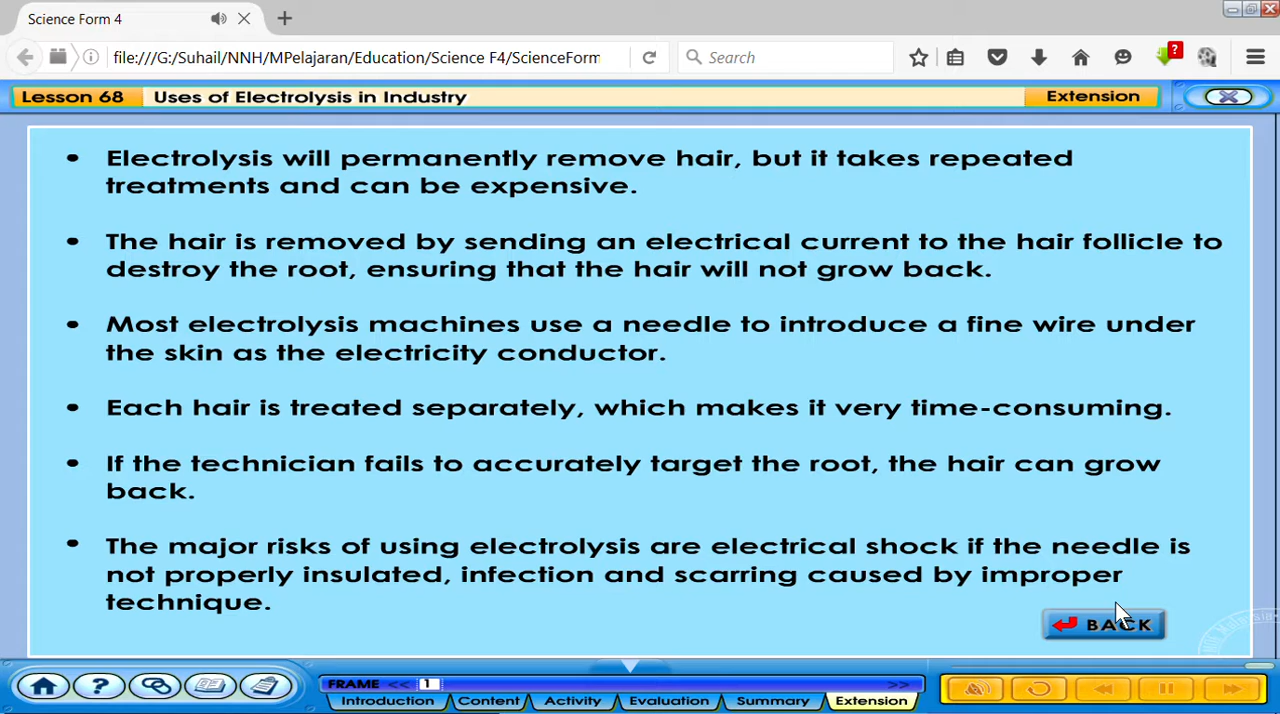 Science Form 4
file:///G:/Suhail/NNH/MPelajaran/Education/Science F4/ScienceForm
Search
?
Lesson 68 Uses of Electrolysis in Industry Extension
• Electrolysis will permanently remove hair, but it takes repeated
treatments and can be expensive.
• The hair is removed by sending an electrical current to the hair follicle to
destroy the root, ensuring that the hair will not grow back.
• Most electrolysis machines use a needle to introduce a fine wire under
the skin as the electricity conductor.
• Each hair is treated separately, which makes it very time-consuming.
• If the technician fails to accurately target the root, the hair can grow
back.
• The major risks of using electrolysis are electrical shock if the needle is
not properly insulated, infection and scarring caused by improper
technique.
BACK
?
FRAME << 1 >>
Introduction Content Activity Evaluation Summary Extension